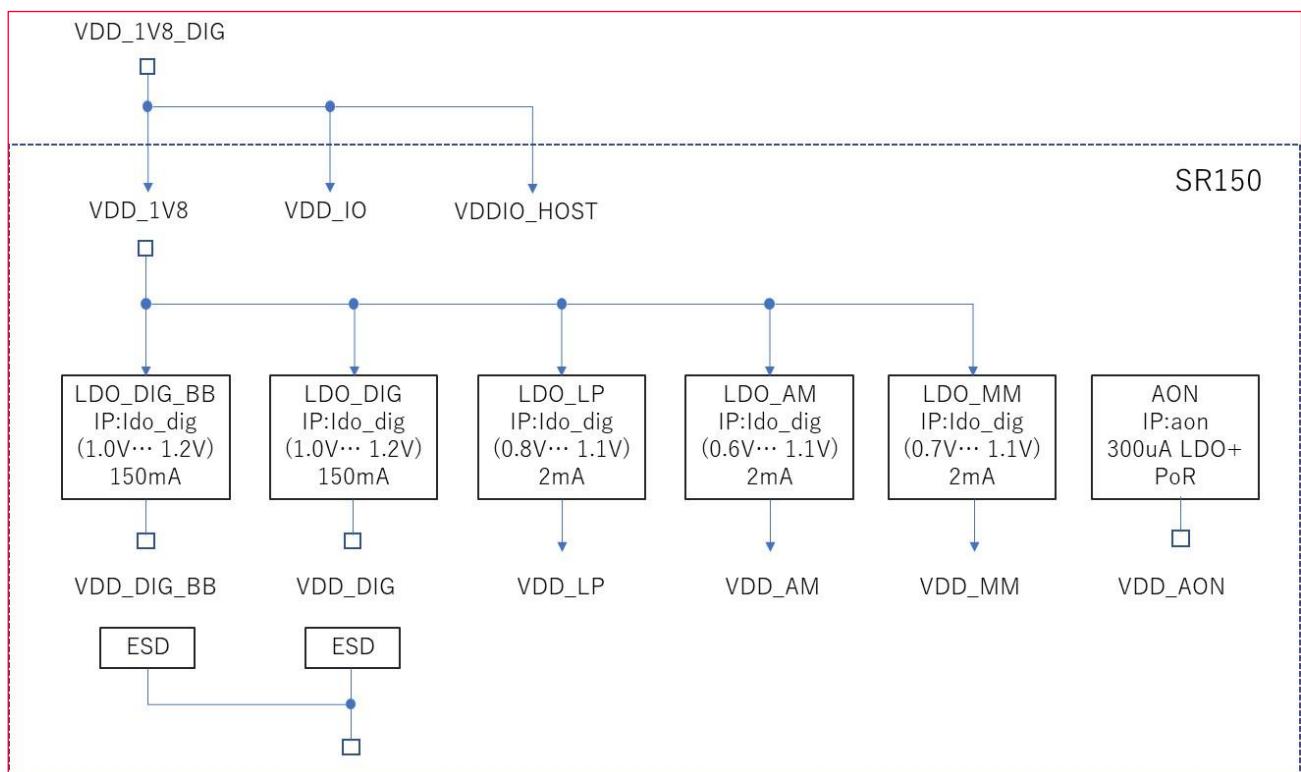 VDD_1V8_DIG
SR150
VDD_1V8
VDD_IO
VDDIO_HOST
LDO_DIG_BB
IP:ldo_dig
(1.0V⋯ 1.2V)
150mA
LDO_DIG
IP:ldo_dig
(1.0V⋯ 1.2V)
150mA
LDO_LP
IP:ldo_dig
(0.8V⋯ 1.1V)
2mA
LDO_AM
IP:ldo_dig
(0.6V⋯ 1.1V)
2mA
LDO_MM
IP:ldo_dig
(0.7V⋯ 1.1V)
2mA
AON
IP:aon
300uA LDO+
PoR
VDD_DIG_BB
VDD_DIG
VDD_LP
VDD_AM
VDD_MM
VDD_AON
ESD
ESD